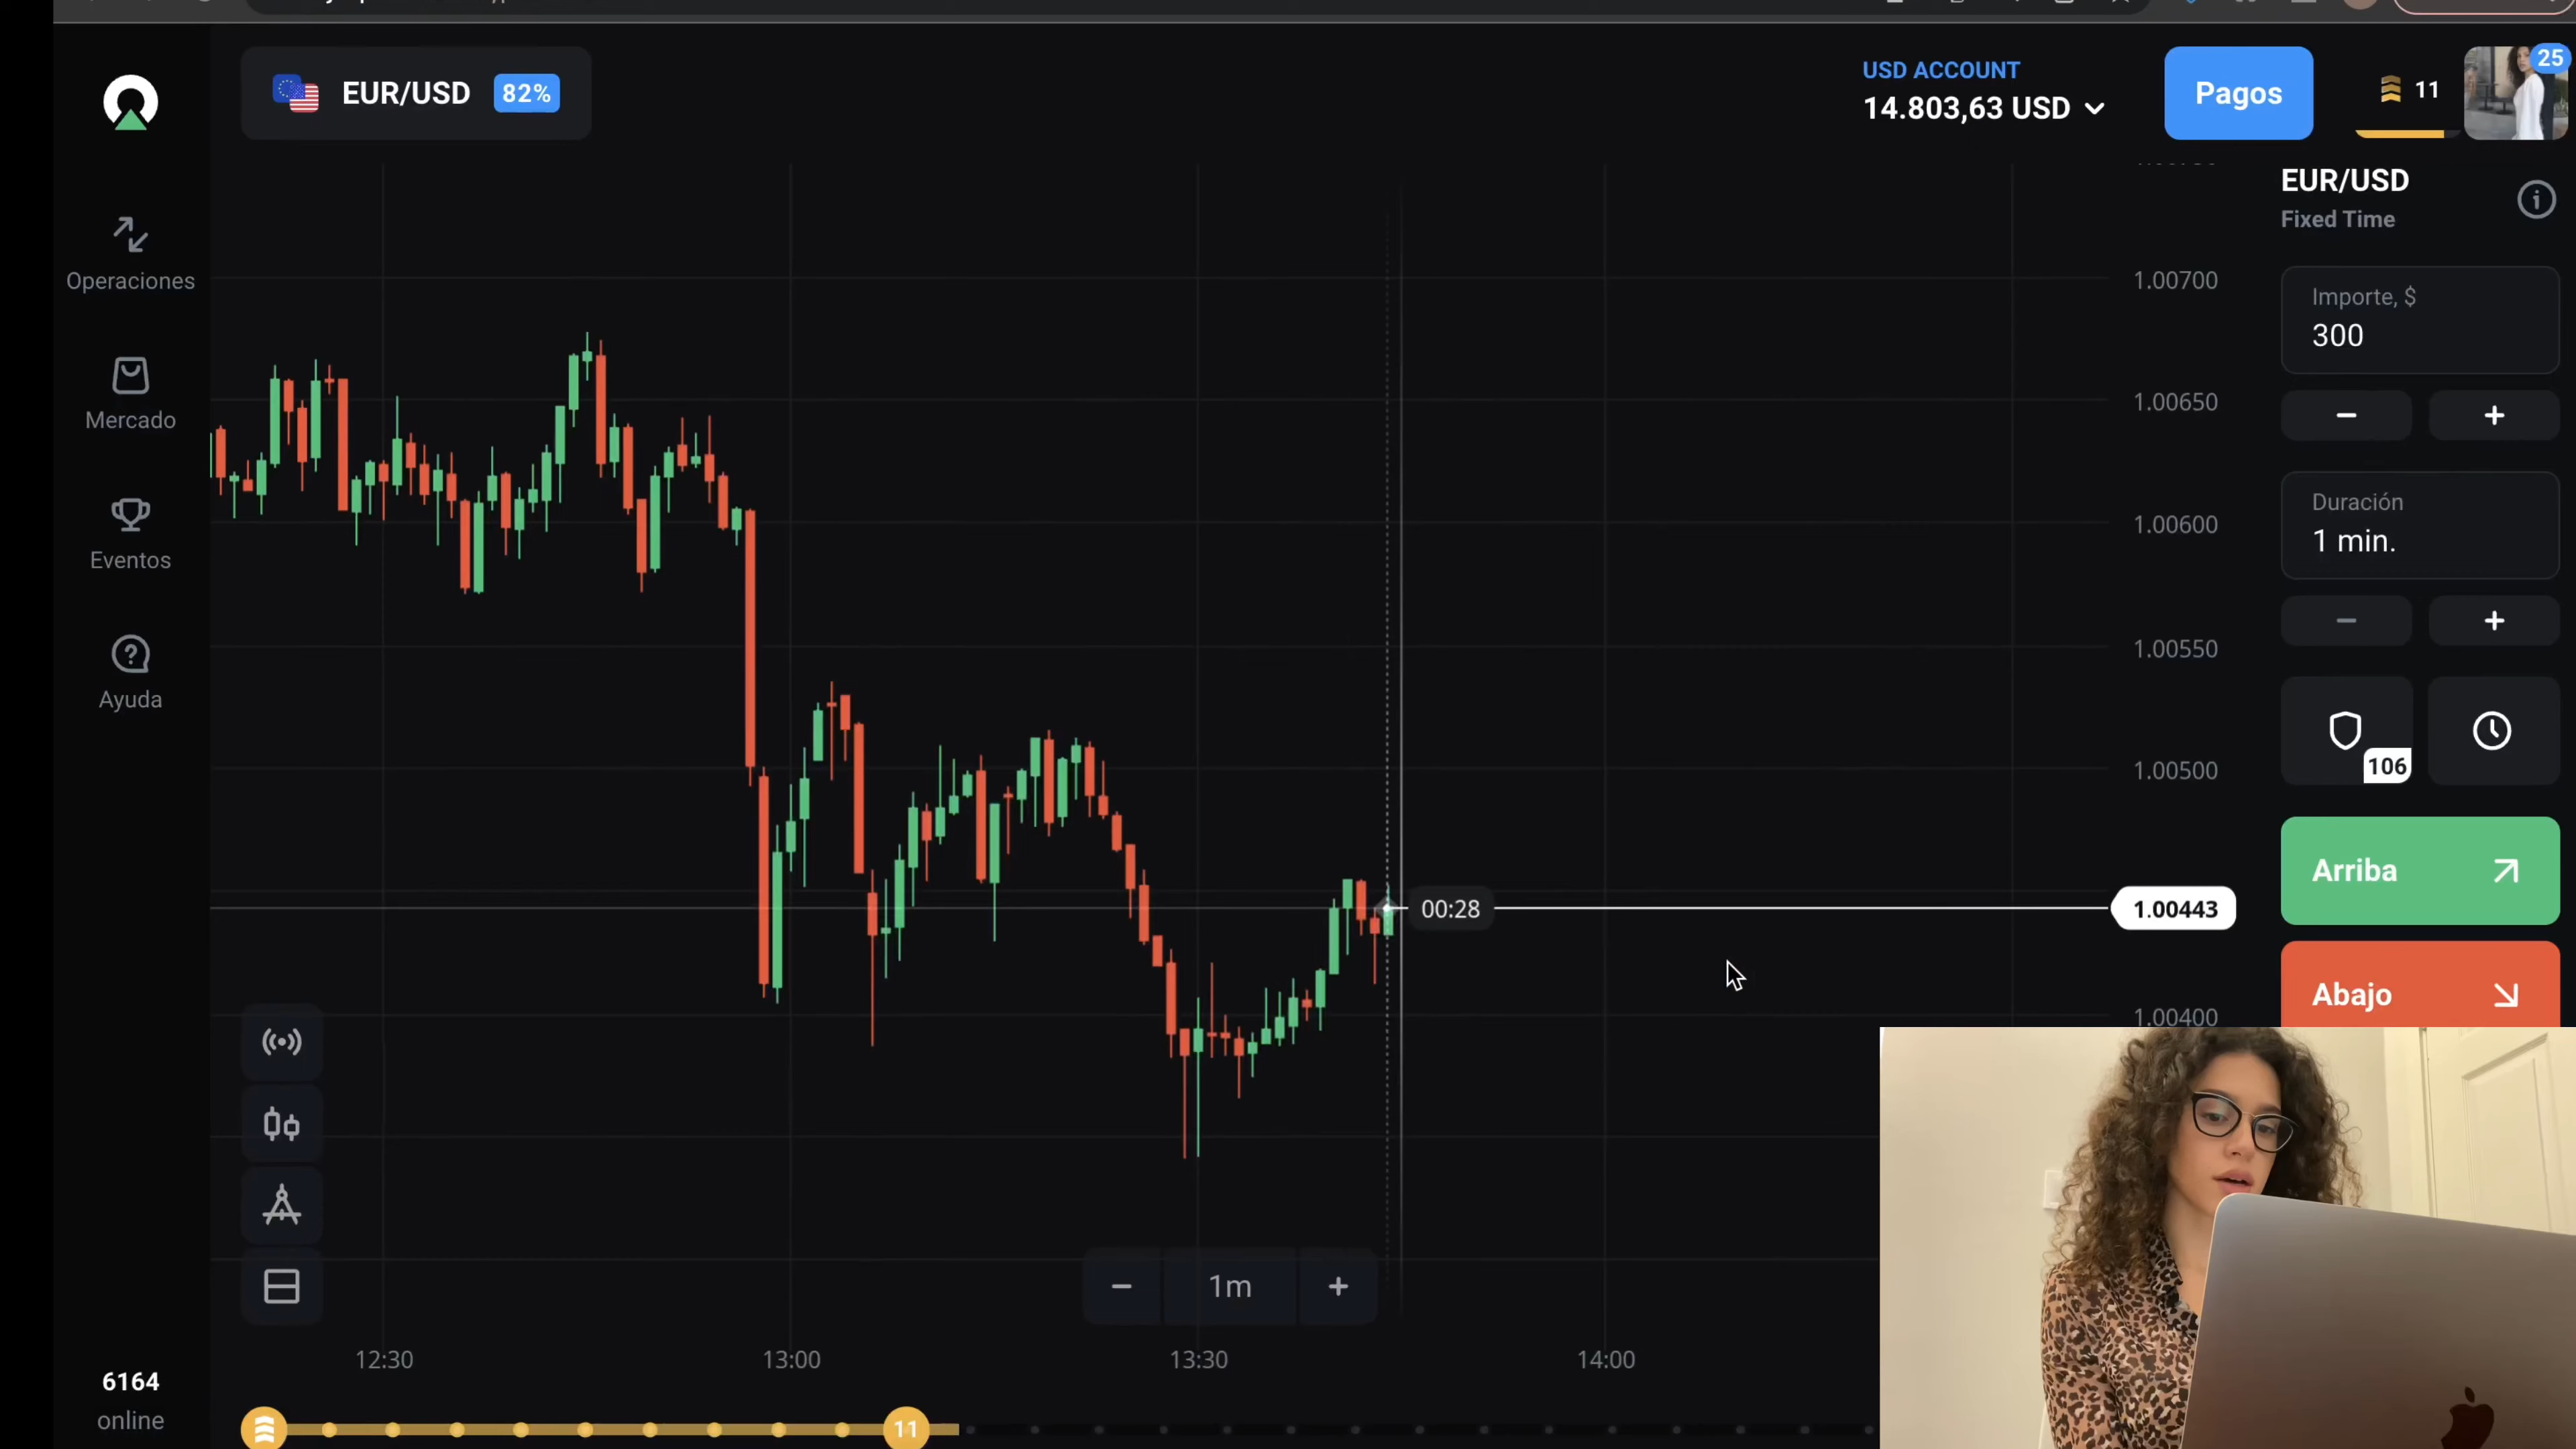 EUR/USD 82%
USD ACCOUNT
14.803,63 USD
Pagos
11
25
Operaciones
Mercado
Eventos
Ayuda
6164
online
1.00700
1.00650
1.00600
1.00550
1.00500
1.00443
1.00400
00:28
EUR/USD
Fixed Time
Importe, $
300
Duración
1 min.
106
Arriba
Abajo
1m
12:30
13:00
13:30
14:00
11